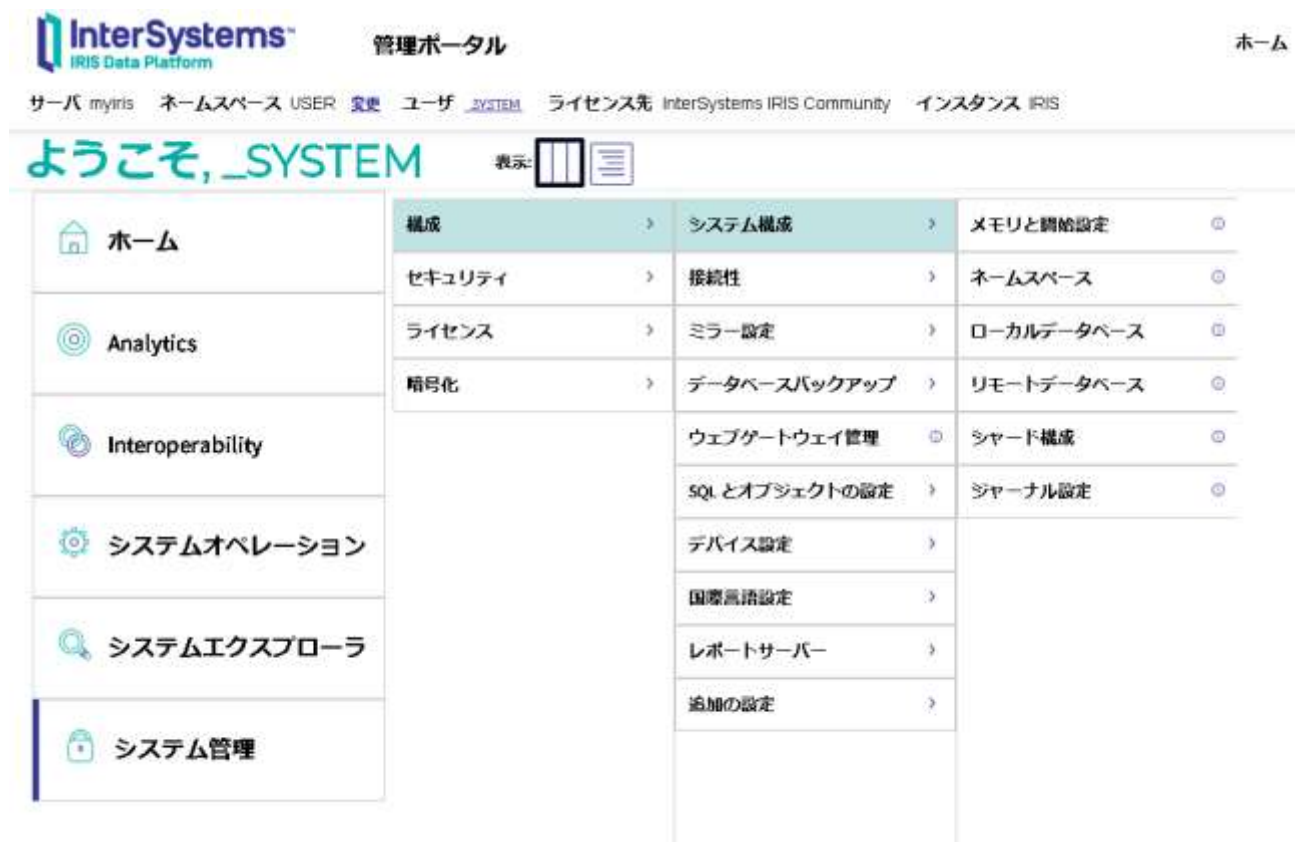 InterSystems™
IRIS Data Platform
管理ポータル
ホーム
サーバ myiris ネームスペース USER 変更 ユーザ _SYSTEM ライセンス先 InterSystems IRIS Community インスタンス IRIS
ようこそ, _SYSTEM
表示:
ホーム
Analytics
Interoperability
システムオペレーション
システムエクスプローラ
システム管理
構成
セキュリティ
ライセンス
暗号化
システム構成
接続性
ミラー設定
データベースバックアップ
ウェブゲートウェイ管理
SQL とオブジェクトの設定
デバイス設定
国際言語設定
レポートサーバー
追加の設定
メモリと開始設定
ネームスペース
ローカルデータベース
リモートデータベース
シャード構成
ジャーナル設定